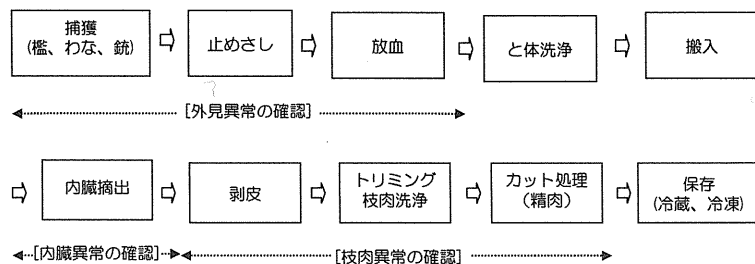 捕獲
(檻、わな、銃)
止めさし
放血
と体洗浄
搬入
[外見異常の確認]
内臓摘出
剥皮
トリミング
枝肉洗浄
カット処理
(精肉)
保存
(冷蔵、冷凍)
[内臓異常の確認]
[枝肉異常の確認]